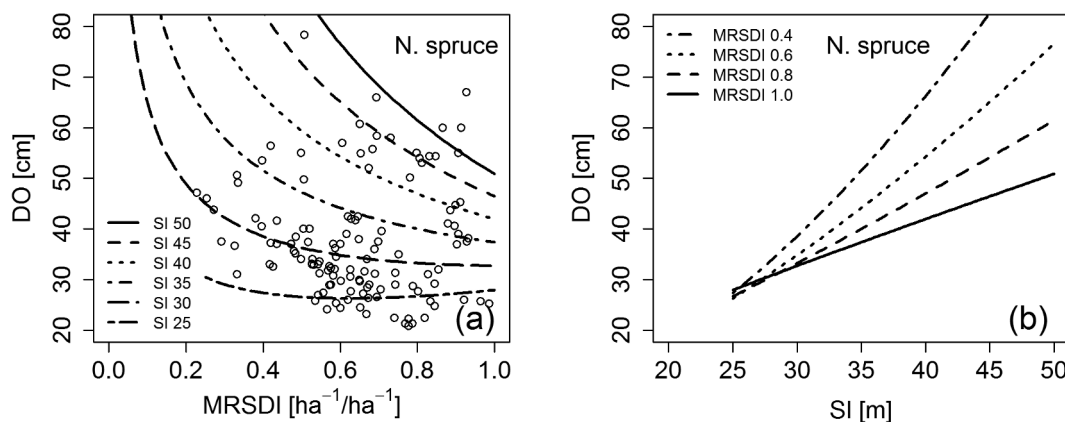 N. spruce
DO [cm]
80
70
60
50
40
30
20
SI 50
SI 45
SI 40
SI 35
SI 30
SI 25
(a)
0.0 0.2 0.4 0.6 0.8 1.0
MRSDI [ha⁻¹/ha⁻¹]
MRSDI 0.4
MRSDI 0.6
MRSDI 0.8
MRSDI 1.0
N. spruce
DO [cm]
80
70
60
50
40
30
20
(b)
20 25 30 35 40 45 50
SI [m]